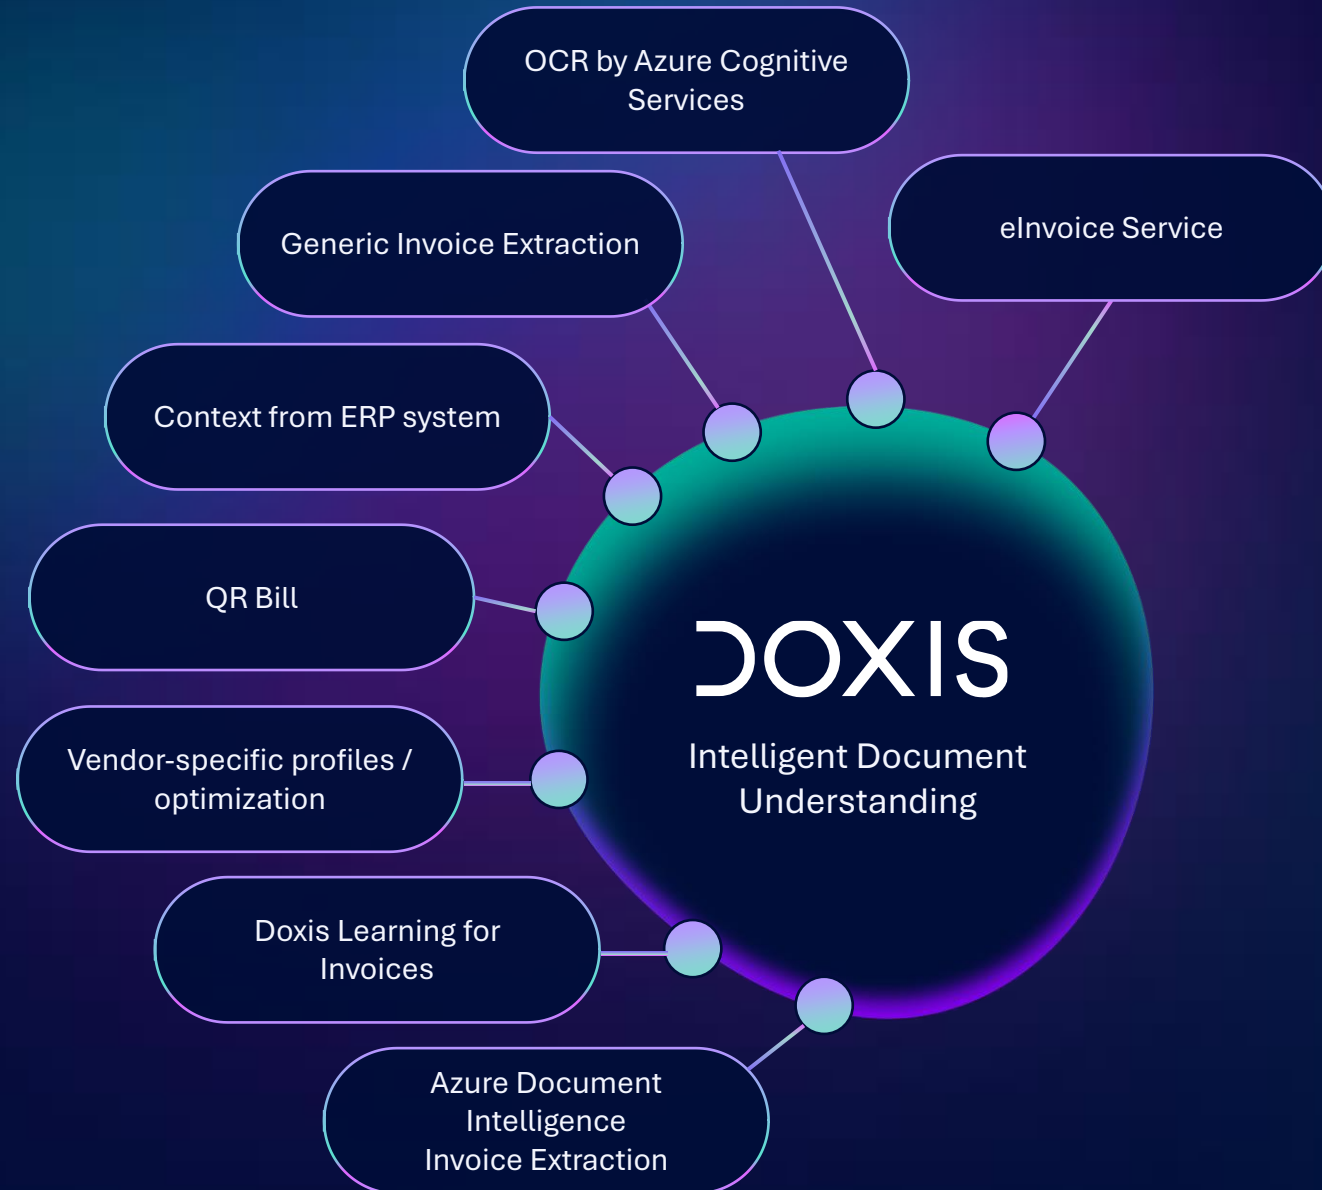 OCR by Azure Cognitive
Services
eInvoice Service
Generic Invoice Extraction
Context from ERP system
QR Bill
Vendor-specific profiles /
optimization
Doxis Learning for
Invoices
Azure Document
Intelligence
Invoice Extraction
DOXIS
Intelligent Document
Understanding